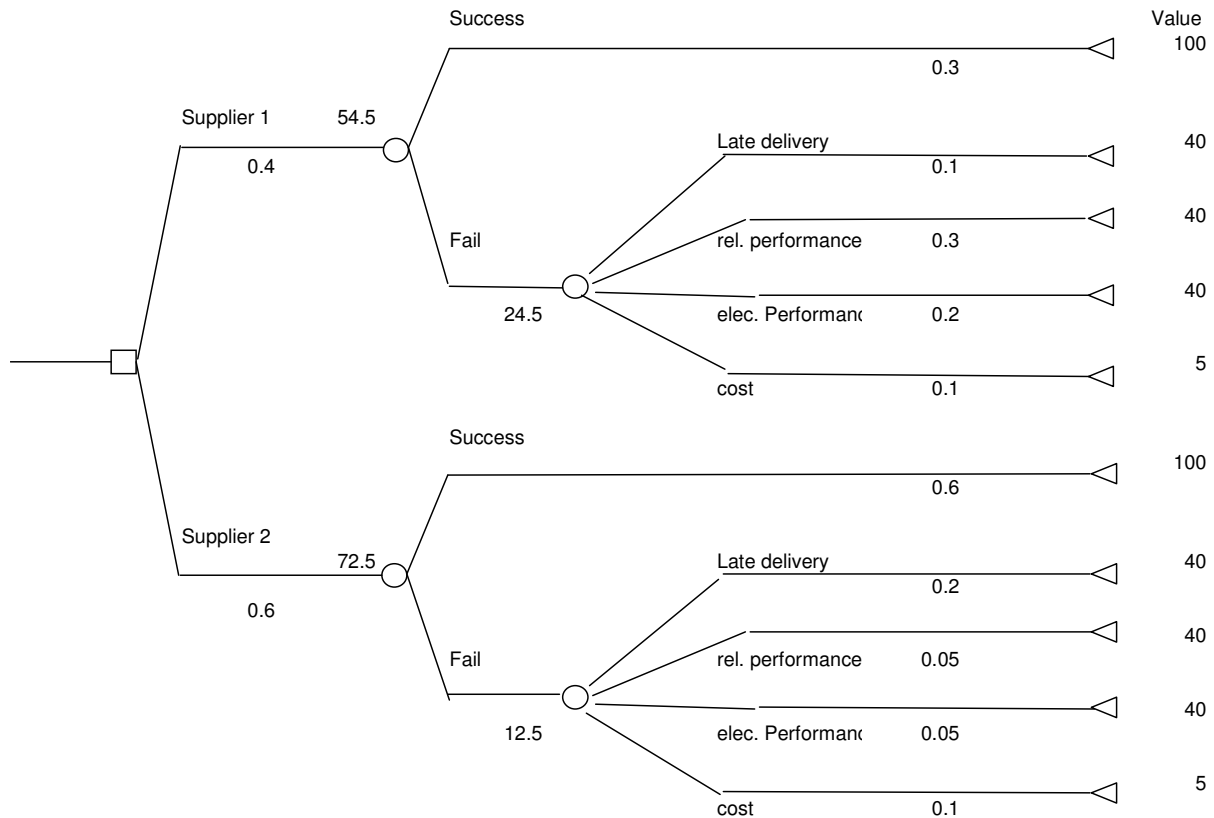 Success
Value
100
0.3
Supplier 1
54.5
0.4
Late delivery
40
0.1
rel. performance
40
0.3
Fail
elec. Performanc
40
0.2
24.5
cost
5
0.1
Success
100
0.6
Supplier 2
72.5
0.6
Late delivery
40
0.2
rel. performance
0.05
40
Fail
elec. Performanc
0.05
40
12.5
cost
0.1
5